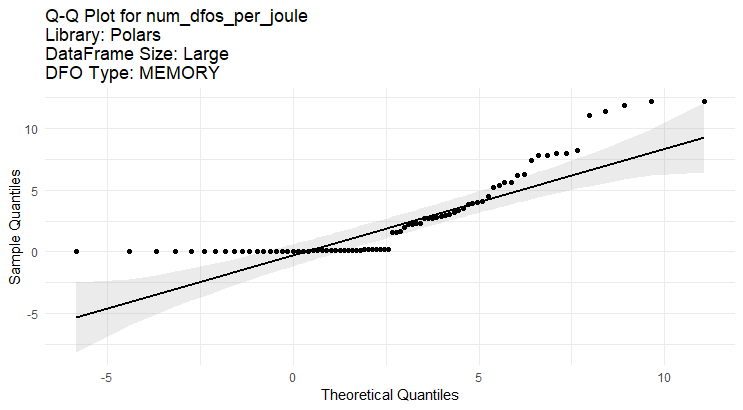 Q-Q Plot for num_dfos_per_joule
Library: Polars
DataFrame Size: Large
DFO Type: MEMORY
10
5
0
-5
Sample Quantiles
-5 0 5 10
Theoretical Quantiles